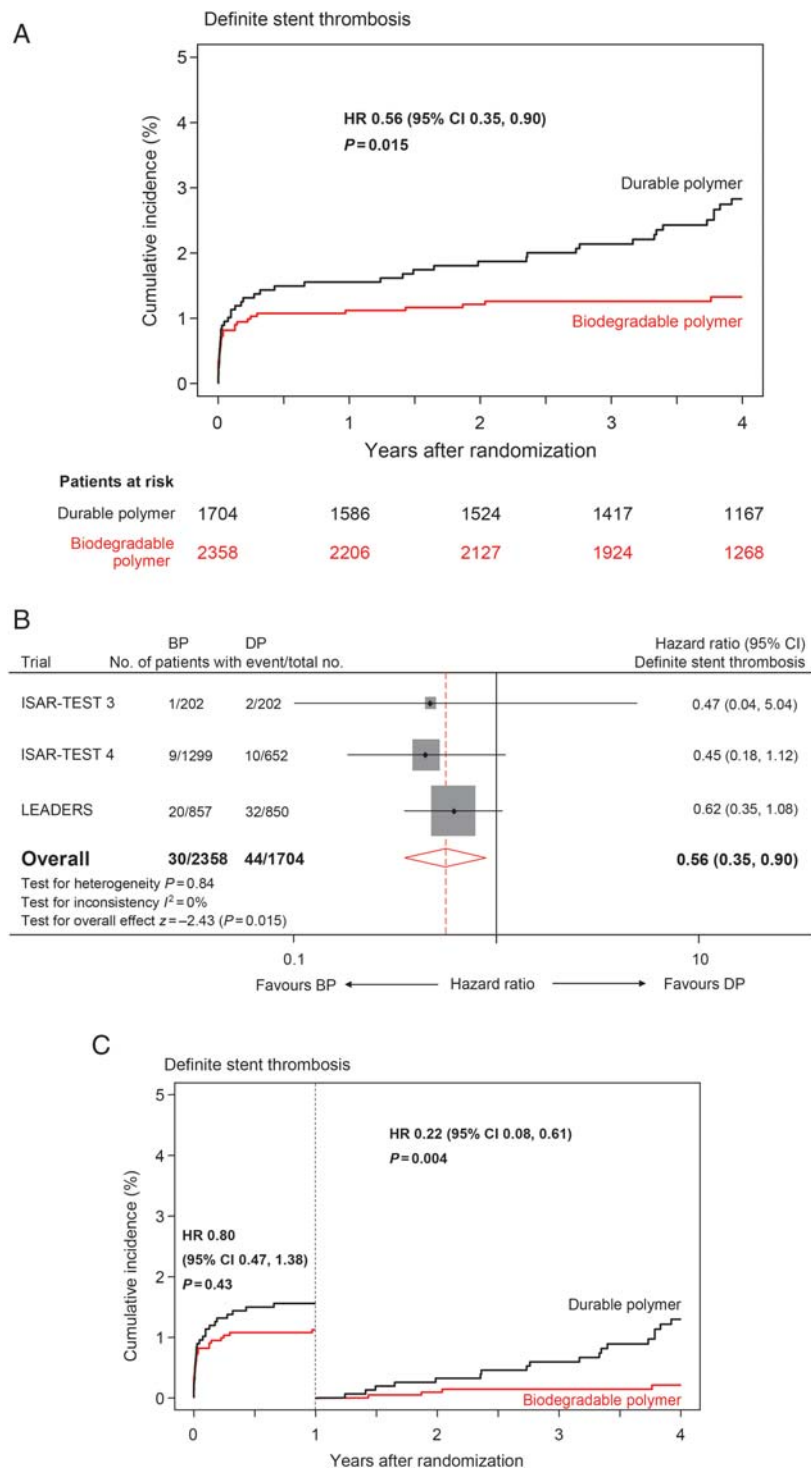 A
Definite stent thrombosis
5
4
3
2
1
0
Cumulative incidence (%)
HR 0.56 (95% CI 0.35, 0.90)
P = 0.015
Durable polymer
Biodegradable polymer
0 1 2 3 4
Years after randomization
Patients at risk
Durable polymer 1704 1586 1524 1417 1167
Biodegradable
polymer 2358 2206 2127 1924 1268
B
BP DP Hazard ratio (95% CI)
Trial No. of patients with event/total no. Definite stent thrombosis
ISAR-TEST 3 1/202 2/202 0.47 (0.04, 5.04)
ISAR-TEST 4 9/1299 10/652 0.45 (0.18, 1.12)
LEADERS 20/857 32/850 0.62 (0.35, 1.08)
Overall 30/2358 44/1704 0.56 (0.35, 0.90)
Test for heterogeneity P = 0.84
Test for inconsistency I² = 0%
Test for overall effect z = –2.43 (P = 0.015)
0.1 10
Favours BP Hazard ratio Favours DP
C
Definite stent thrombosis
5
4
3
2
1
0
Cumulative incidence (%)
HR 0.22 (95% CI 0.08, 0.61)
P = 0.004
HR 0.80
(95% CI 0.47, 1.38)
P = 0.43
Durable polymer
Biodegradable polymer
0 1 2 3 4
Years after randomization